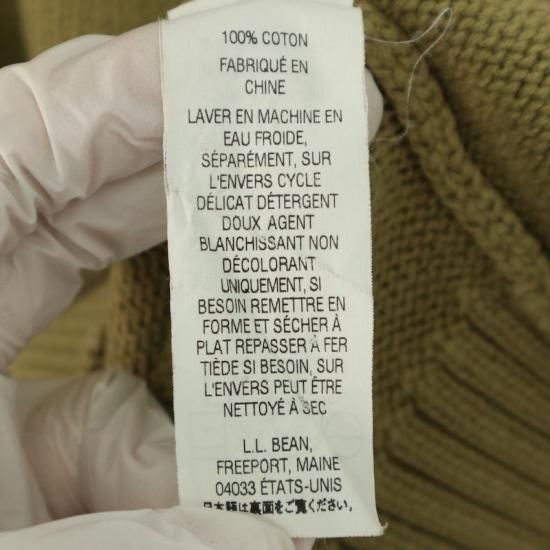 100% COTON
FABRIQUÉ EN
CHINE
LAVER EN MACHINE EN
EAU FROIDE,
SÉPARÉMENT, SUR
L'ENVERS CYCLE
DÉLICAT DÉTERGENT
DOUX AGENT
BLANCHISSANT NON
DÉCOLORANT
UNIQUEMENT, SI
BESOIN REMETTRE EN
FORME ET SÉCHER À
PLAT REPASSER À FER
TIÈDE SI BESOIN, SUR
L'ENVERS PEUT ÊTRE
NETTOYÉ À SEC
L.L. BEAN,
FREEPORT, MAINE
04033 ÉTATS-UNIS
日本語は裏面をご覧ください。